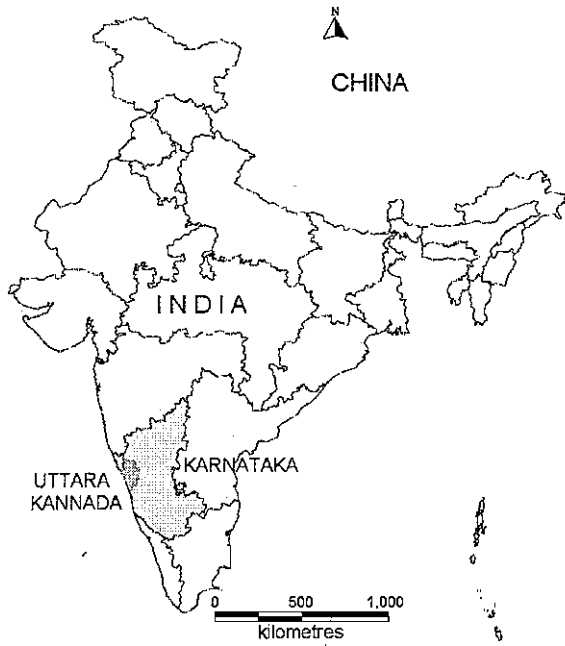 N
CHINA
INDIA
KARNATAKA
UTTARA
KANNADA
0 500 1,000
kilometres